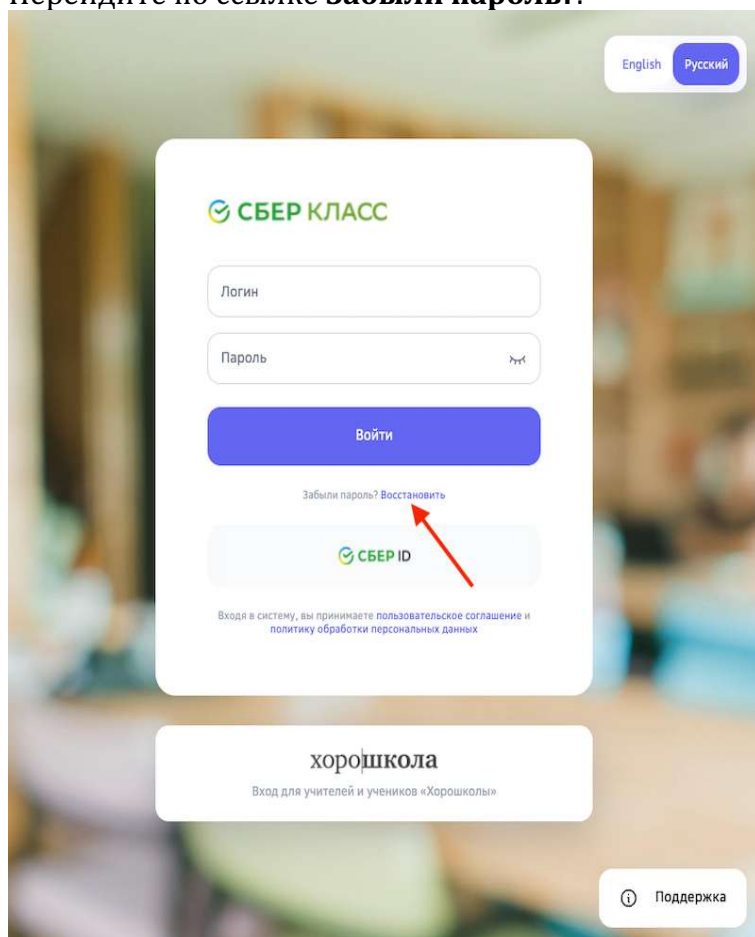 Перейдите по ссылке Забыли пароль?.
English Русский
СБЕР КЛАСС
Логин
Пароль
Войти
Забыли пароль? Восстановить
СБЕР ID
Входя в систему, вы принимаете пользовательское соглашение и
политику обработки персональных данных
хорошкола
Вход для учителей и учеников «Хорошколы»
Поддержка